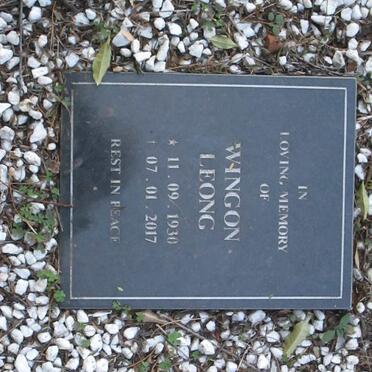 IN
LOVING MEMORY
OF
WINGON
LEONG
★ 11. 09. 1930
† 07. 01. 2017
REST IN PEACE